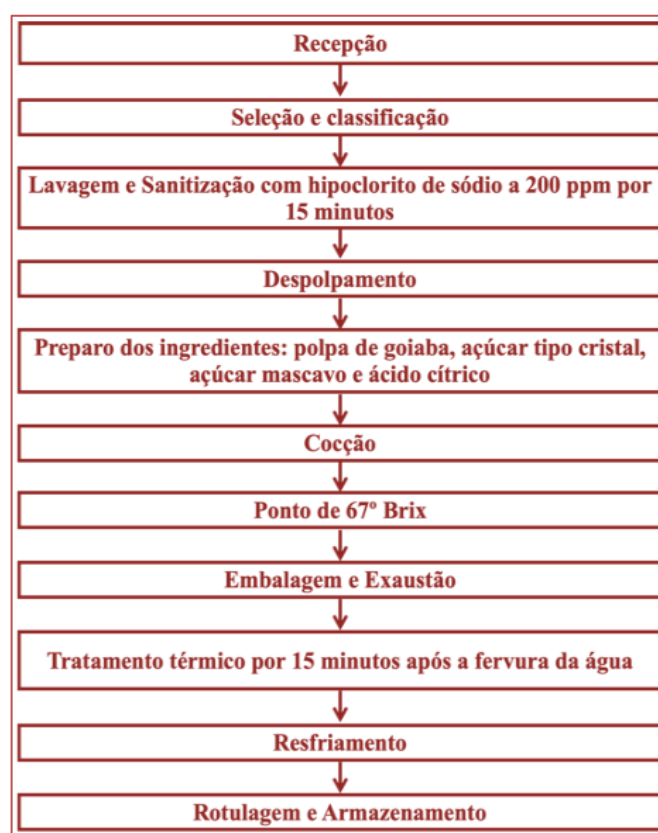 Recepção
Seleção e classificação
Lavagem e Sanitização com hipoclorito de sódio a 200 ppm por
15 minutos
Despolpamento
Preparo dos ingredientes: polpa de goiaba, açúcar tipo cristal,
açúcar mascavo e ácido cítrico
Cocção
Ponto de 67º Brix
Embalagem e Exaustão
Tratamento térmico por 15 minutos após a fervura da água
Resfriamento
Rotulagem e Armazenamento